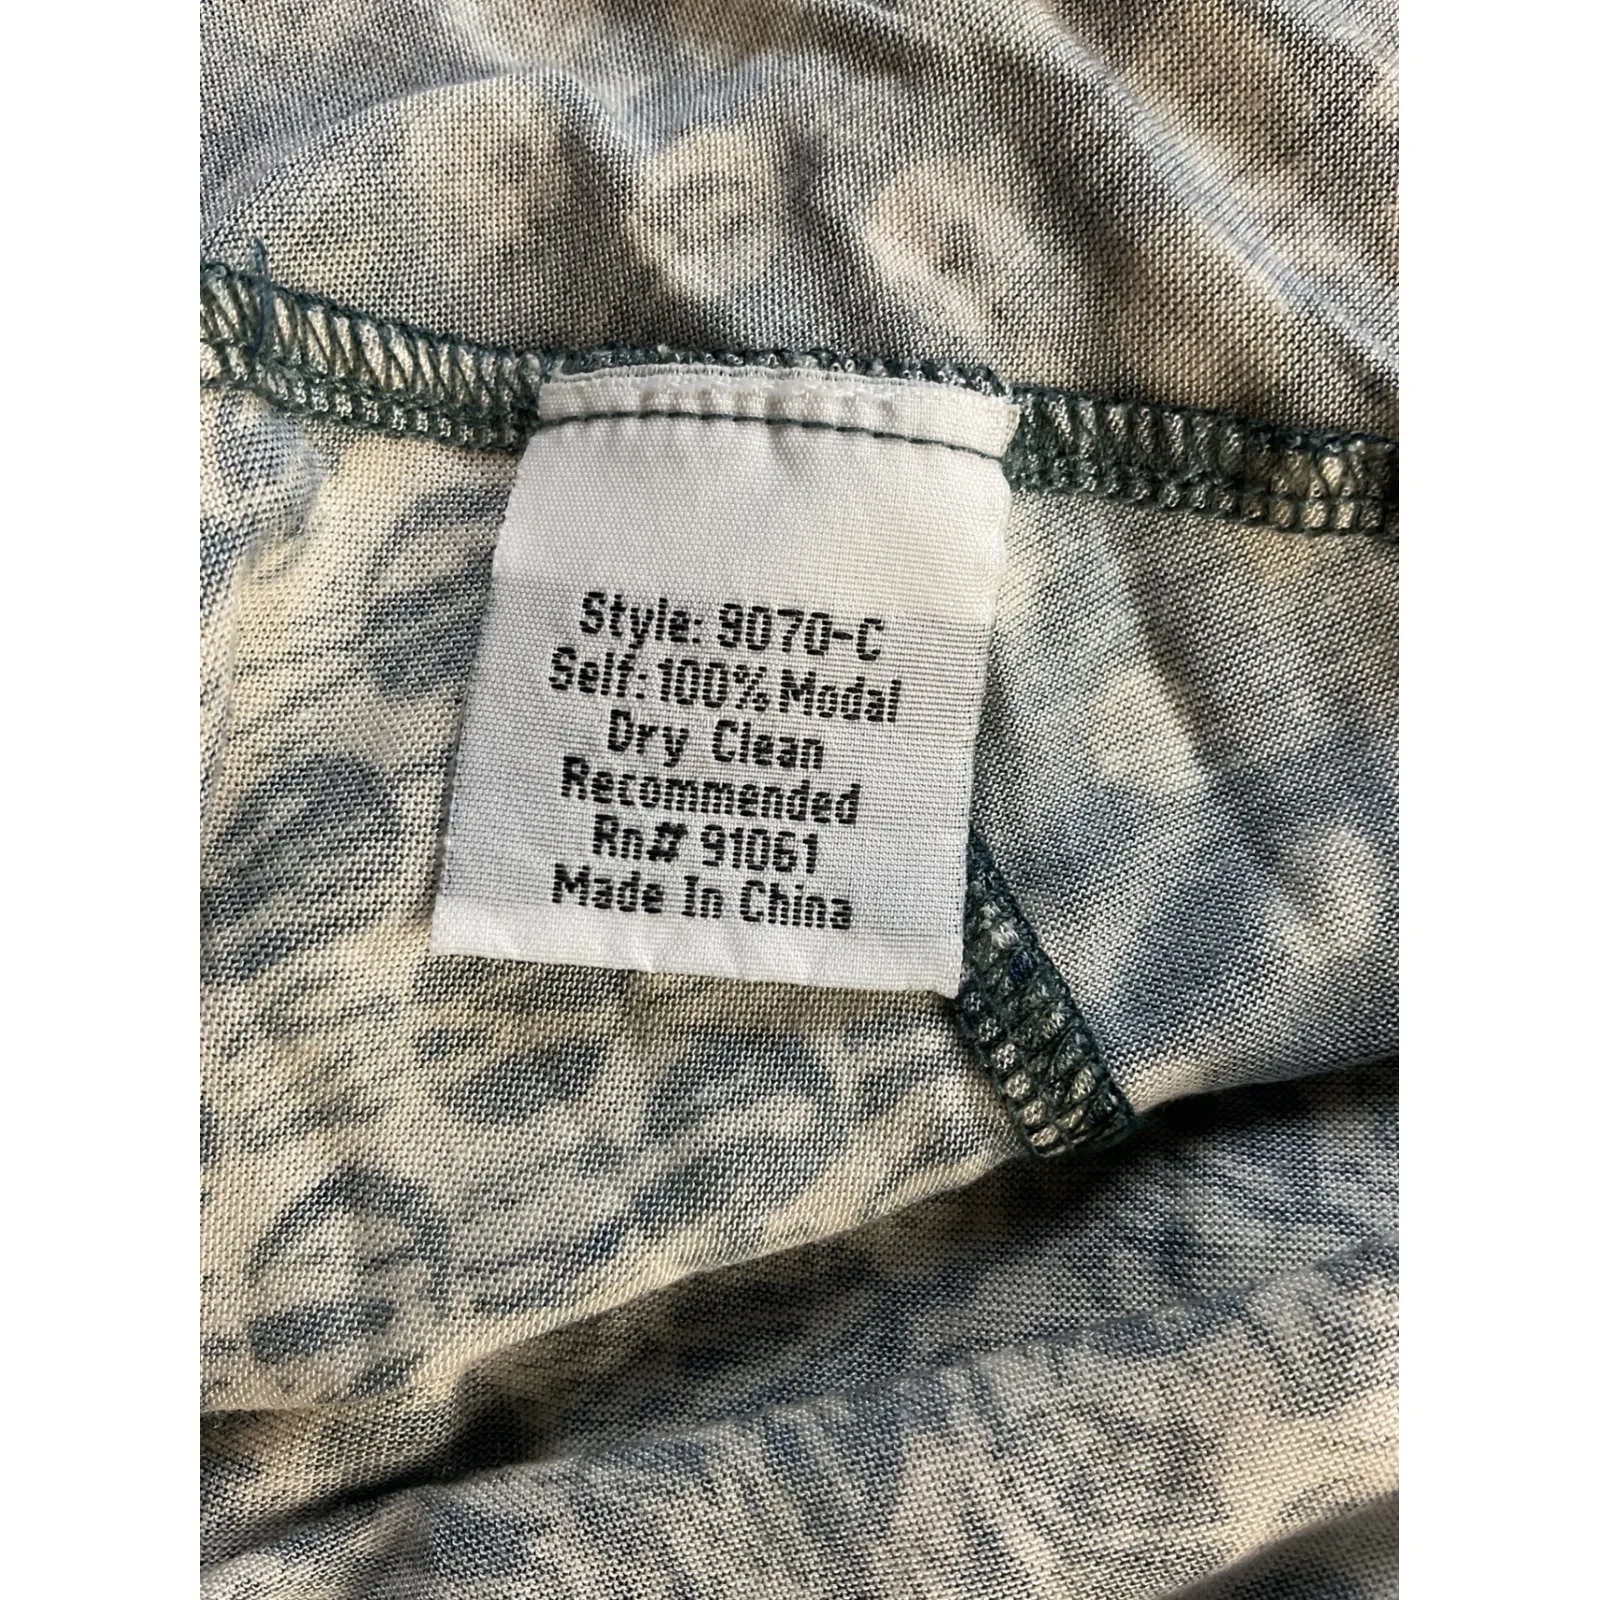 Style: 9070-C
Self: 100% Modal
Dry Clean
Recommended
Rn# 91061
Made In China